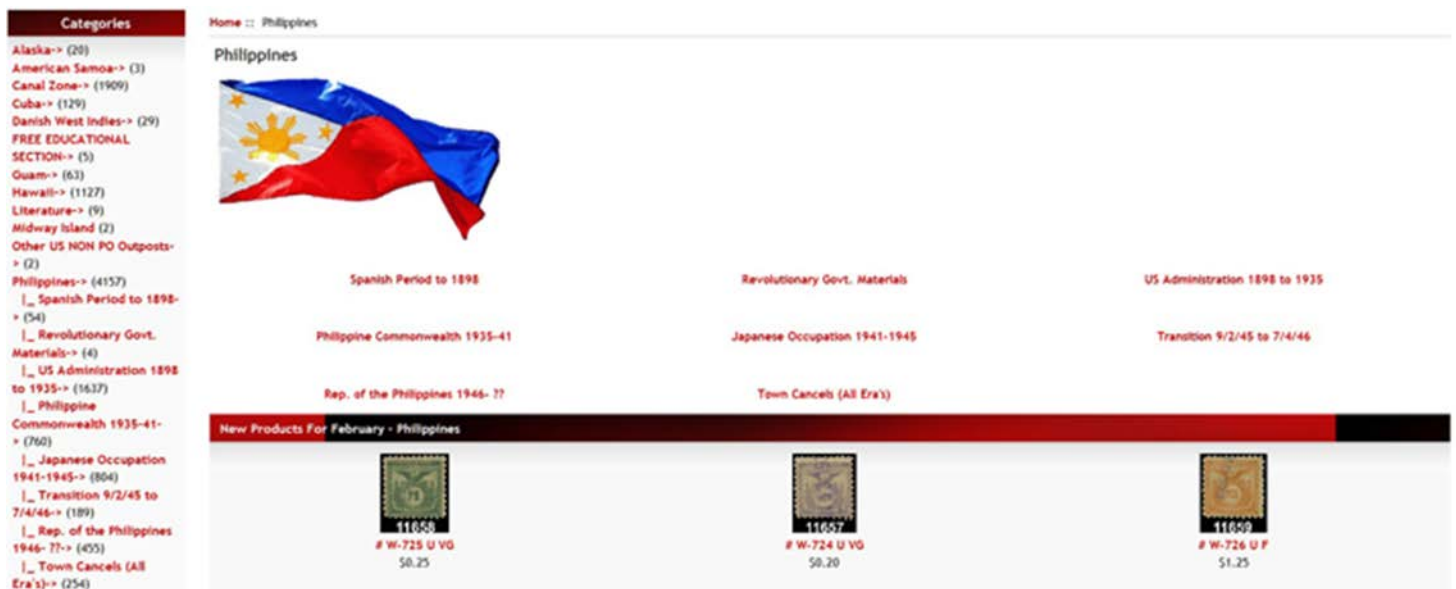 Categories
Alaska-> (20)
American Samoa-> (3)
Canal Zone-> (1909)
Cuba-> (129)
Danish West Indies-> (29)
FREE EDUCATIONAL
SECTION-> (5)
Guam-> (63)
Hawaii-> (1127)
Literature-> (9)
Midway Island (2)
Other US NON PO Outposts-
> (2)
Philippines-> (4157)
|_ Spanish Period to 1898-
> (54)
|_ Revolutionary Govt.
Materials-> (4)
|_ US Administration 1898
to 1935-> (1637)
|_ Philippine
Commonwealth 1935-41-
> (760)
|_ Japanese Occupation
1941-1945-> (804)
|_ Transition 9/2/45 to
7/4/46-> (189)
|_ Rep. of the Philippines
1946- ??-> (455)
|_ Town Cancels (All
Era's)-> (254)
Home :: Philippines
Philippines
Spanish Period to 1898
Revolutionary Govt. Materials
US Administration 1898 to 1935
Philippine Commonwealth 1935-41
Japanese Occupation 1941-1945
Transition 9/2/45 to 7/4/46
Rep. of the Philippines 1946- ??
Town Cancels (All Era's)
New Products For February - Philippines
11658
# W-725 U VG
$0.25
11657
# W-724 U VG
$0.20
11659
# W-726 U F
$1.25